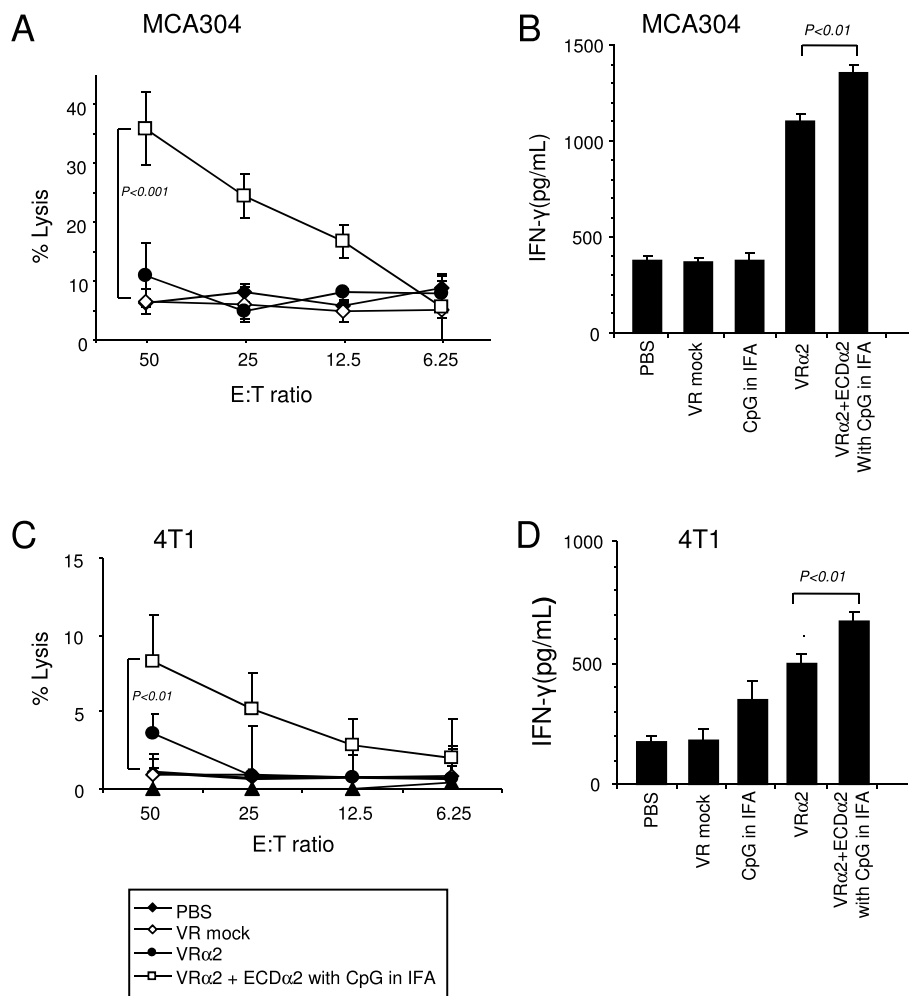 A
MCA304
40
30
20
10
0
% Lysis
P<0.001
50
25
12.5
6.25
E:T ratio
B
MCA304
P<0.01
1500
1000
500
0
IFN-γ(pg/mL)
PBS
VR mock
CpG in IFA
VRα2
VRα2+ECDα2
With CpG in IFA
C
4T1
15
10
5
0
% Lysis
P<0.01
50
25
12.5
6.25
E:T ratio
D
4T1
P<0.01
1000
500
0
IFN-γ(pg/mL)
PBS
VR mock
CpG in IFA
VRα2
VRα2+ECDα2
with CpG in IFA
PBS
VR mock
VRα2
VRα2 + ECDα2 with CpG in IFA